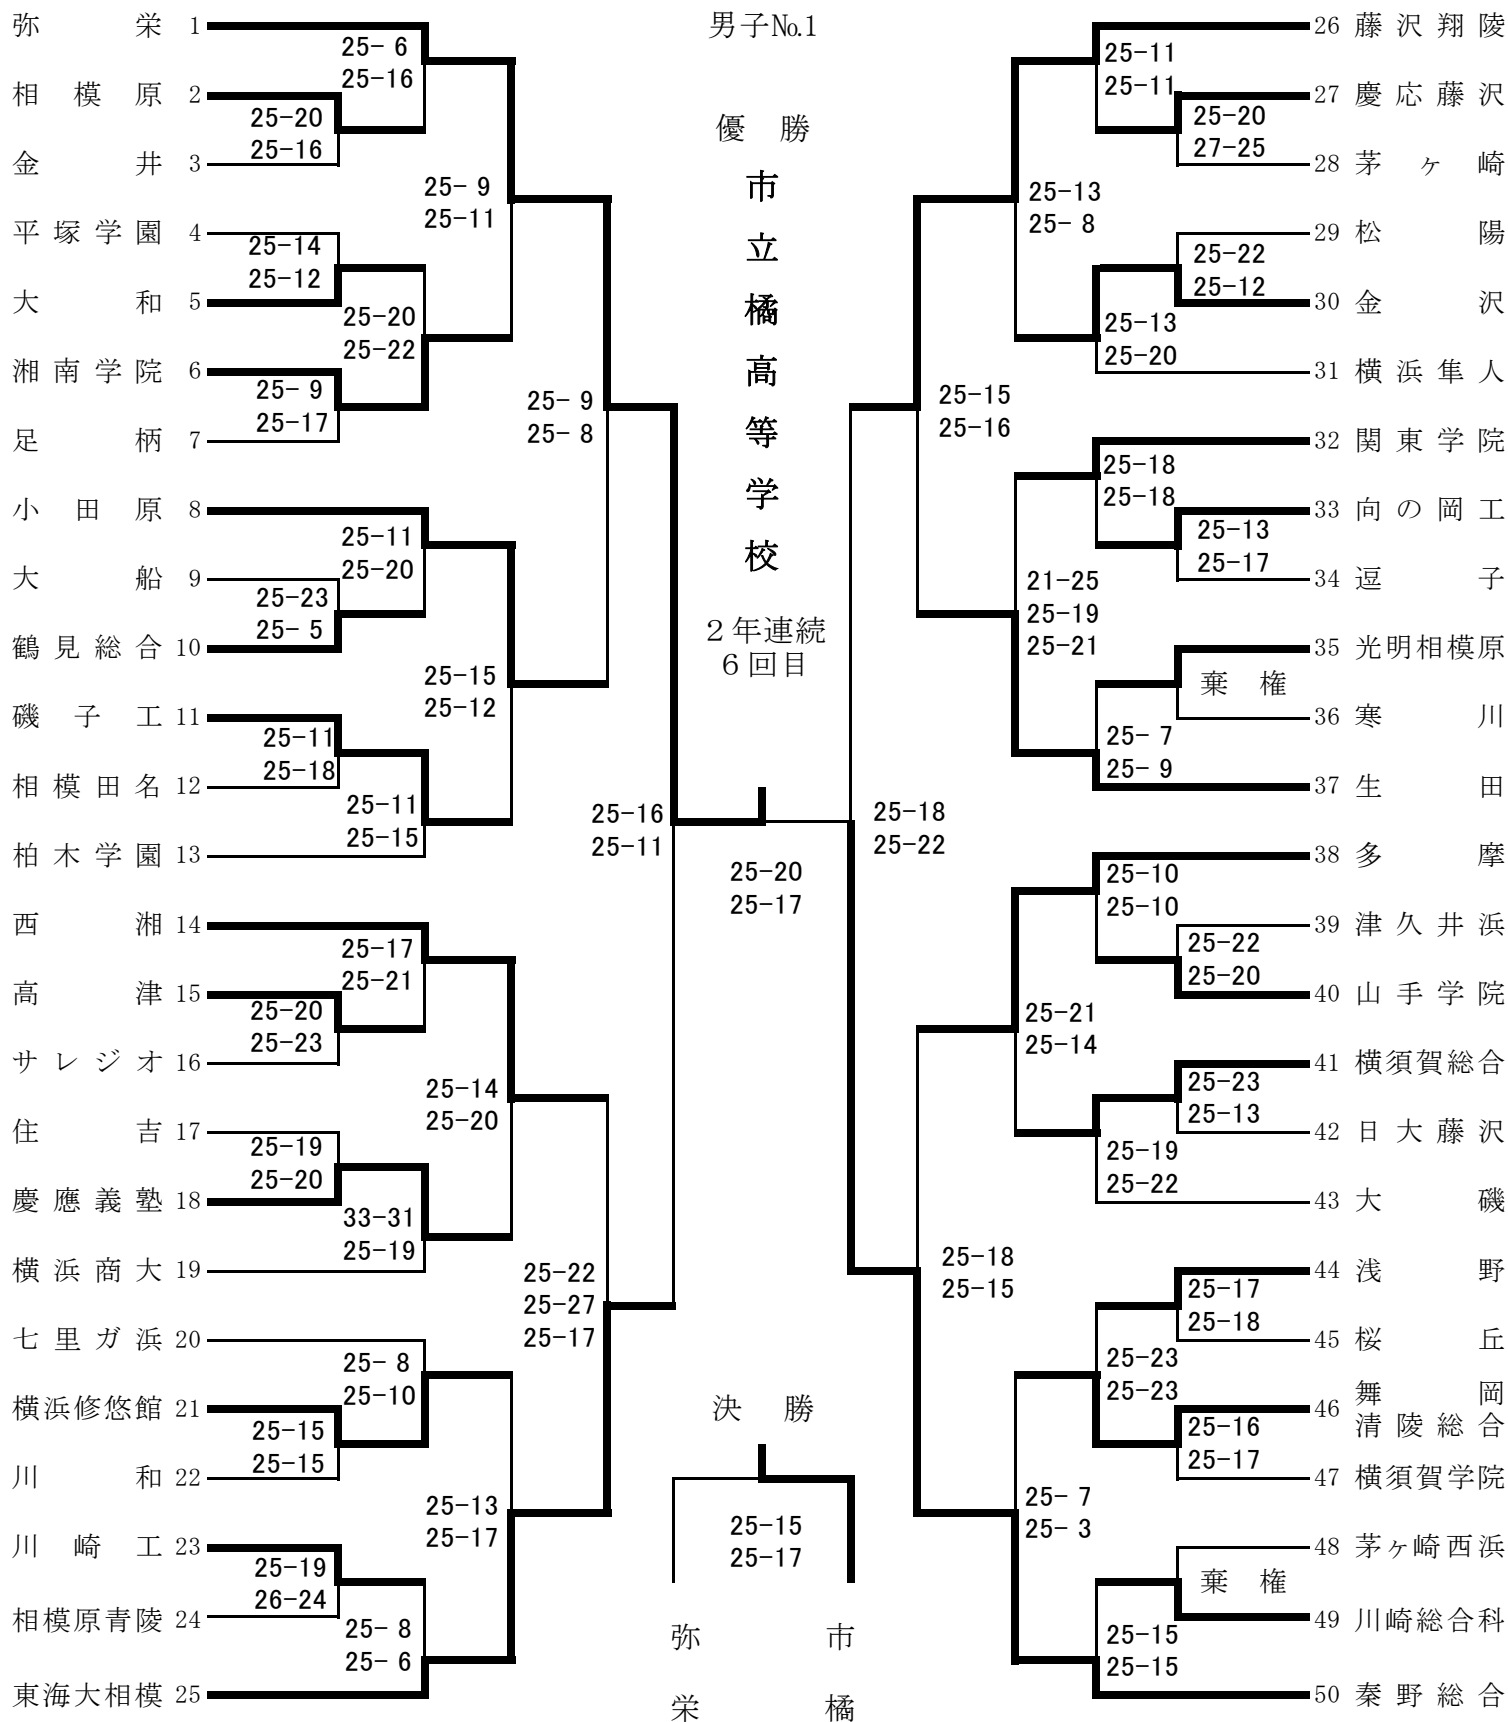 男子№1
優 勝
市立橘高等学校
2年連続
6回目
弥栄 1
相模原 2
金井 3
平塚学園 4
大和 5
湘南学院 6
足柄 7
小田原 8
大船 9
鶴見総合 10
磯子工 11
相模田名 12
柏木学園 13
西湘 14
高津 15
サレジオ 16
住吉 17
慶應義塾 18
横浜商大 19
七里ガ浜 20
横浜修悠館 21
川和 22
川崎工 23
相模原青陵 24
東海大相模 25
25-20
25-16
25-14
25-12
25- 9
25-17
25-23
25- 5
25-11
25-18
25-20
25-23
25-19
25-20
25-15
25-15
25-19
26-24
25- 6
25-16
25-20
25-22
25-11
25-20
25-11
25-15
25-17
25-21
33-31
25-19
25- 8
25-10
25- 8
25- 6
25- 9
25-11
25-15
25-12
25-14
25-20
25-13
25-17
25- 9
25- 8
25-22
25-27
25-17
25-16
25-11
25-20
25-17
25-18
25-22
25-15
25-16
25-18
25-15
25-13
25- 8
21-25
25-19
25-21
25-21
25-14
25- 7
25- 3
25-11
25-11
25-13
25-20
25-18
25-18
25- 7
25- 9
25-10
25-10
25-19
25-22
25-23
25-23
25-15
25-15
25-20
27-25
25-22
25-12
25-13
25-17
棄 権
25-22
25-20
25-23
25-13
25-17
25-18
25-16
25-17
棄 権
26 藤沢翔陵
27 慶応藤沢
28 茅ヶ崎
29 松陽
30 金沢
31 横浜隼人
32 関東学院
33 向の岡工
34 逗子
35 光明相模原
36 寒川
37 生田
38 多摩
39 津久井浜
40 山手学院
41 横須賀総合
42 日大藤沢
43 大磯
44 浅野
45 桜丘
46 舞岡
清陵総合
47 横須賀学院
48 茅ヶ崎西浜
49 川崎総合科
50 秦野総合
決 勝
25-15
25-17
弥栄
市橘